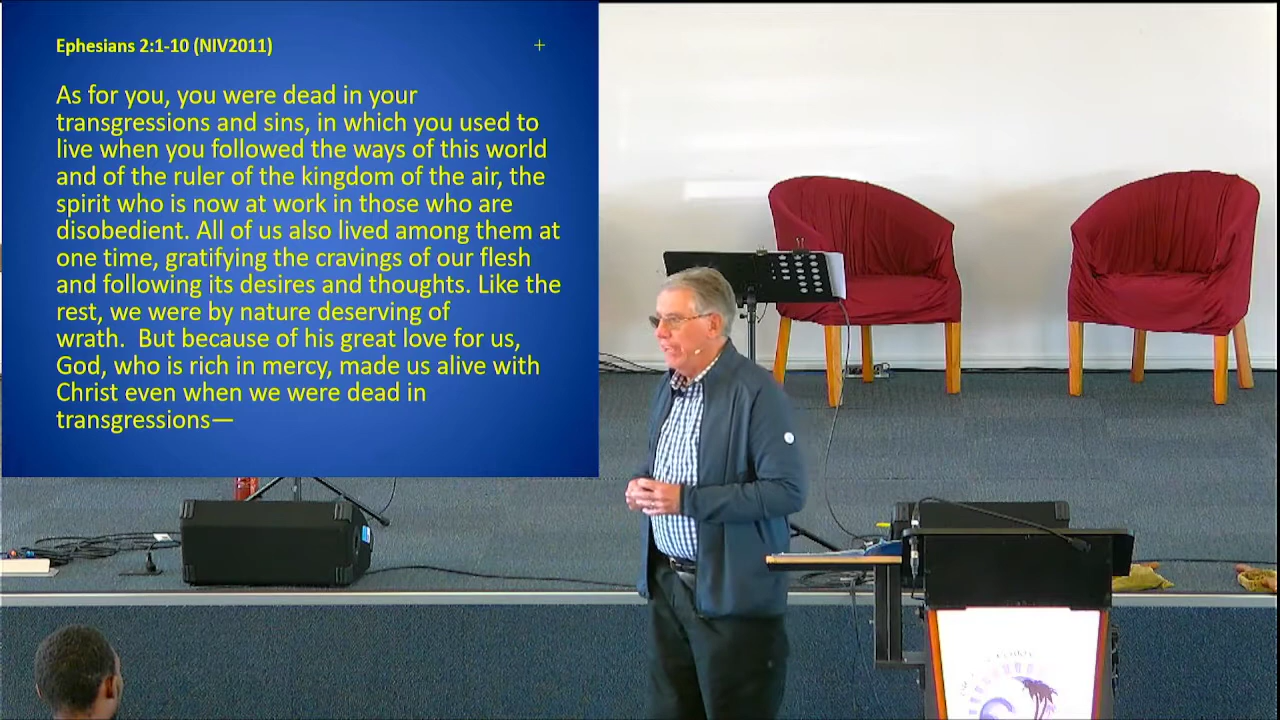 Ephesians 2:1-10 (NIV2011)
+
As for you, you were dead in your
transgressions and sins, in which you used to
live when you followed the ways of this world
and of the ruler of the kingdom of the air, the
spirit who is now at work in those who are
disobedient. All of us also lived among them at
one time, gratifying the cravings of our flesh
and following its desires and thoughts. Like the
rest, we were by nature deserving of
wrath.  But because of his great love for us,
God, who is rich in mercy, made us alive with
Christ even when we were dead in
transgressions—